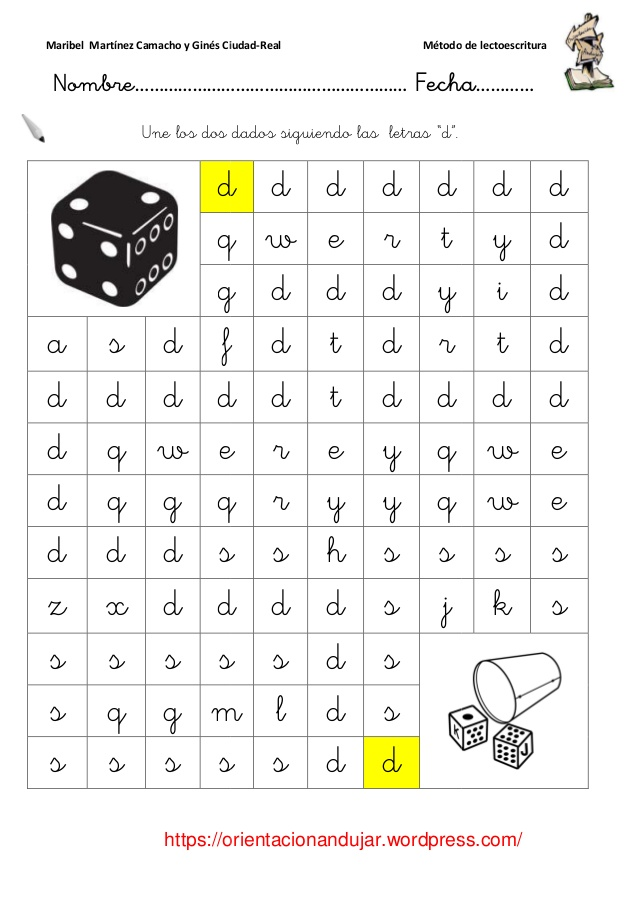 Maribel Martínez Camacho y Ginés Ciudad-Real Método de lectoescritura
Nombre........................................................ Fecha............
Une los dos dados siguiendo las letras "d".
d d d d d d d
q w e r t y d
g d d d y i d
a s d f d t d r t d
d d d d d t d d d d
d q w e r e y q w e
d q g q r y y q w e
d d d s s h s s s s
z x d d d d s j k s
s s s s s d s
s q g m l d s
K J
s s s s s d d
https://orientacionandujar.wordpress.com/